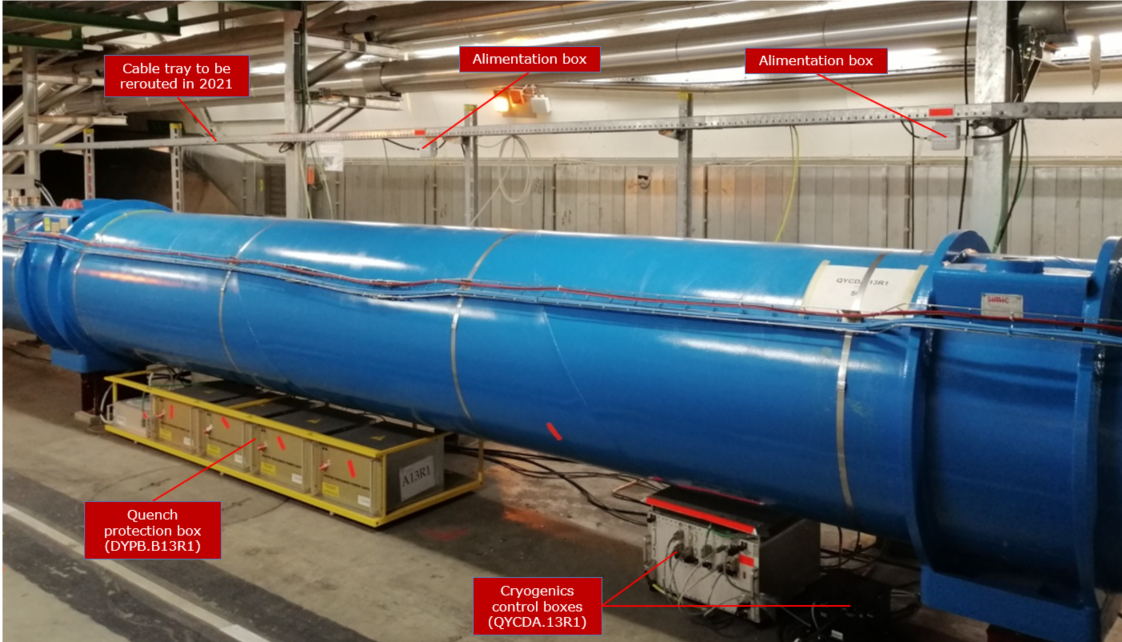 Cable tray to be
rerouted in 2021
Alimentation box
Alimentation box
QYCDA.13R1
A13R1
Quench
protection box
(DYPB.B13R1)
Cryogenics
control boxes
(QYCDA.13R1)